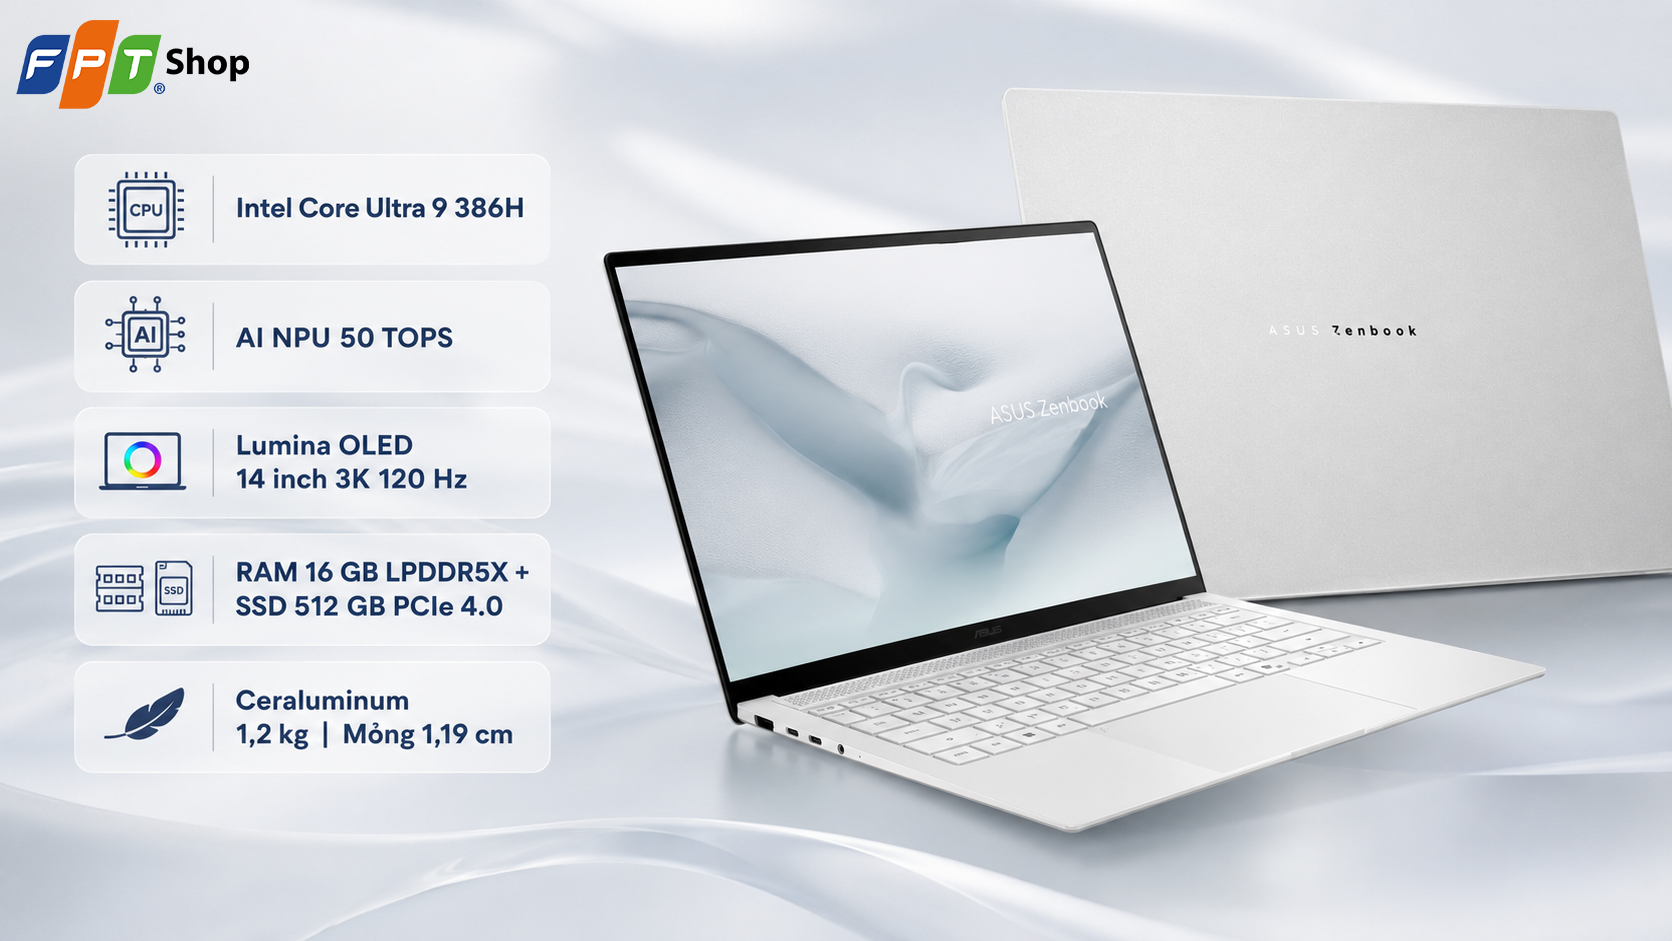 FPT® Shop
CPU
Intel Core Ultra 9 386H
AI
AI NPU 50 TOPS
Lumina OLED
14 inch 3K 120 Hz
SSD
RAM 16 GB LPDDR5X +
SSD 512 GB PCIe 4.0
Ceraluminum
1,2 kg | Mỏng 1,19 cm
ASUS Zenbook
ASUS Zenbook
ASUS